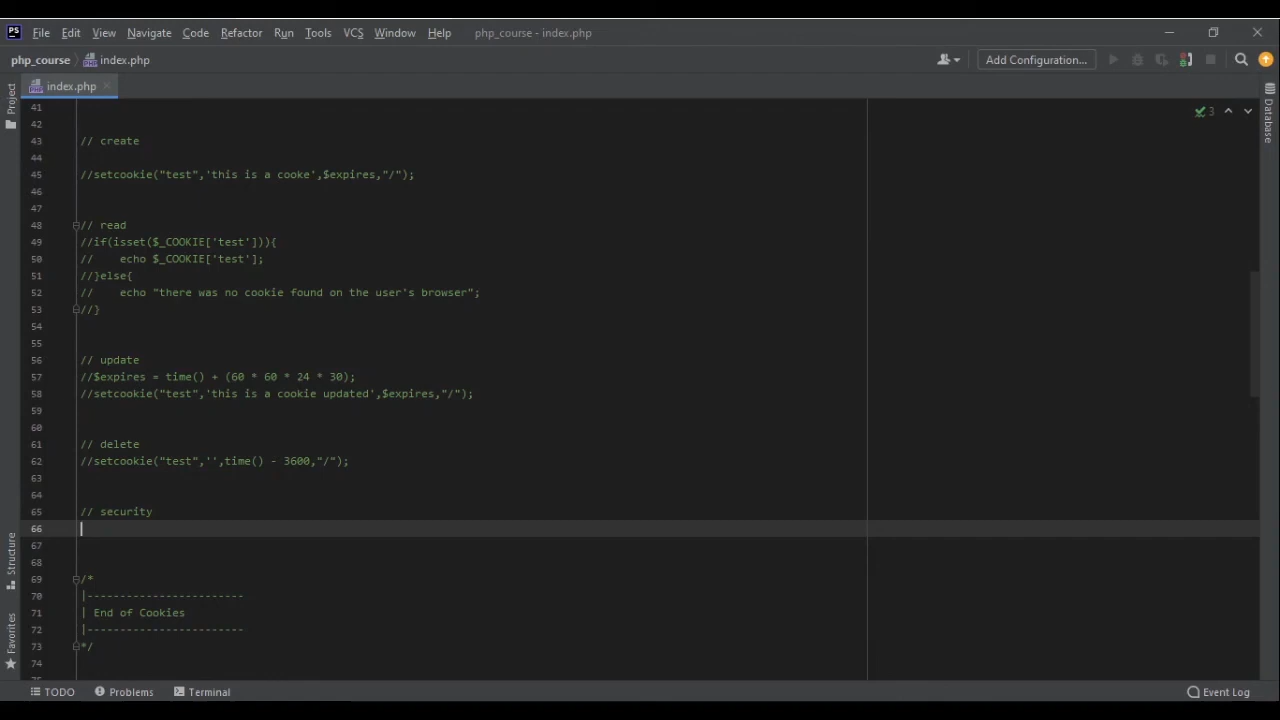 PS File Edit View Navigate Code Refactor Run Tools VCS Window Help php_course - index.php
php_course index.php Add Configuration...
Project index.php
Database
41
42
43 // create
44
45 //setcookie("test",'this is a cooke',$expires,"/");
46
47
48 // read
49 //if(isset($_COOKIE['test'])){
50 // echo $_COOKIE['test'];
51 //}else{
52 // echo "there was no cookie found on the user's browser";
53 //}
54
55
56 // update
57 //$expires = time() + (60 * 60 * 24 * 30);
58 //setcookie("test",'this is a cookie updated',$expires,"/");
59
60
61 // delete
62 //setcookie("test",'',time() - 3600,"/");
63
64
65 // security
66
67
68
69 /*
70 |------------------------
71 | End of Cookies
72 |------------------------
73 */
74
3
Structure
Favorites
TODO Problems Terminal Event Log